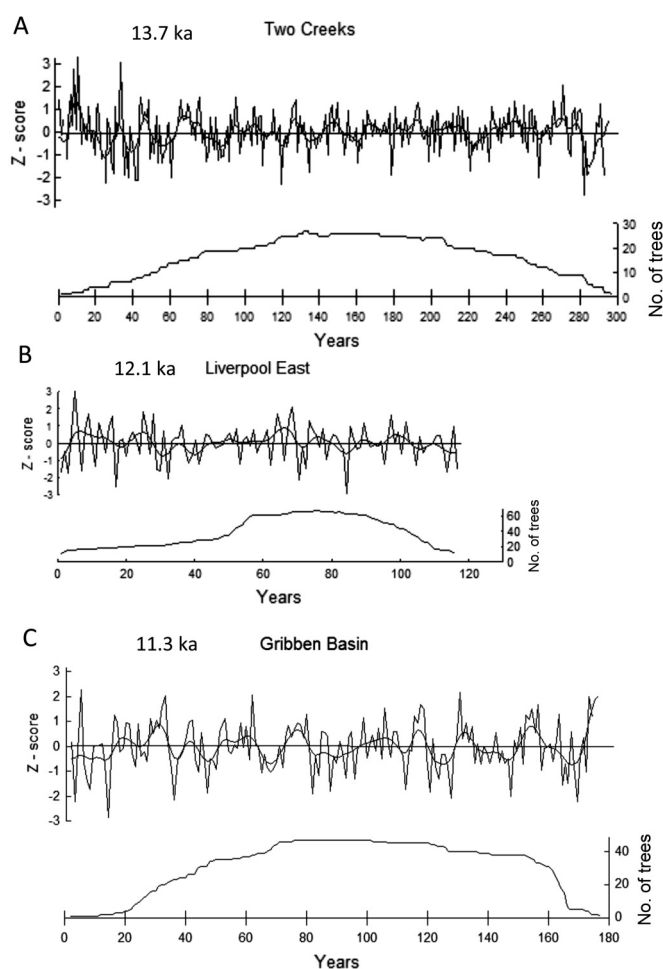 A
13.7 ka Two Creeks
3
2
1
0
-1
-2
-3
Z - score
30
20
10
0
No. of trees
0 20 40 60 80 100 120 140 160 180 200 220 240 260 280 300
Years
B
12.1 ka Liverpool East
3
2
1
0
-1
-2
-3
Z - score
60
40
20
0
No. of trees
0 20 40 60 80 100 120
Years
C
11.3 ka Gribben Basin
3
2
1
0
-1
-2
-3
Z - score
40
20
0
No. of trees
0 20 40 60 80 100 120 140 160 180
Years